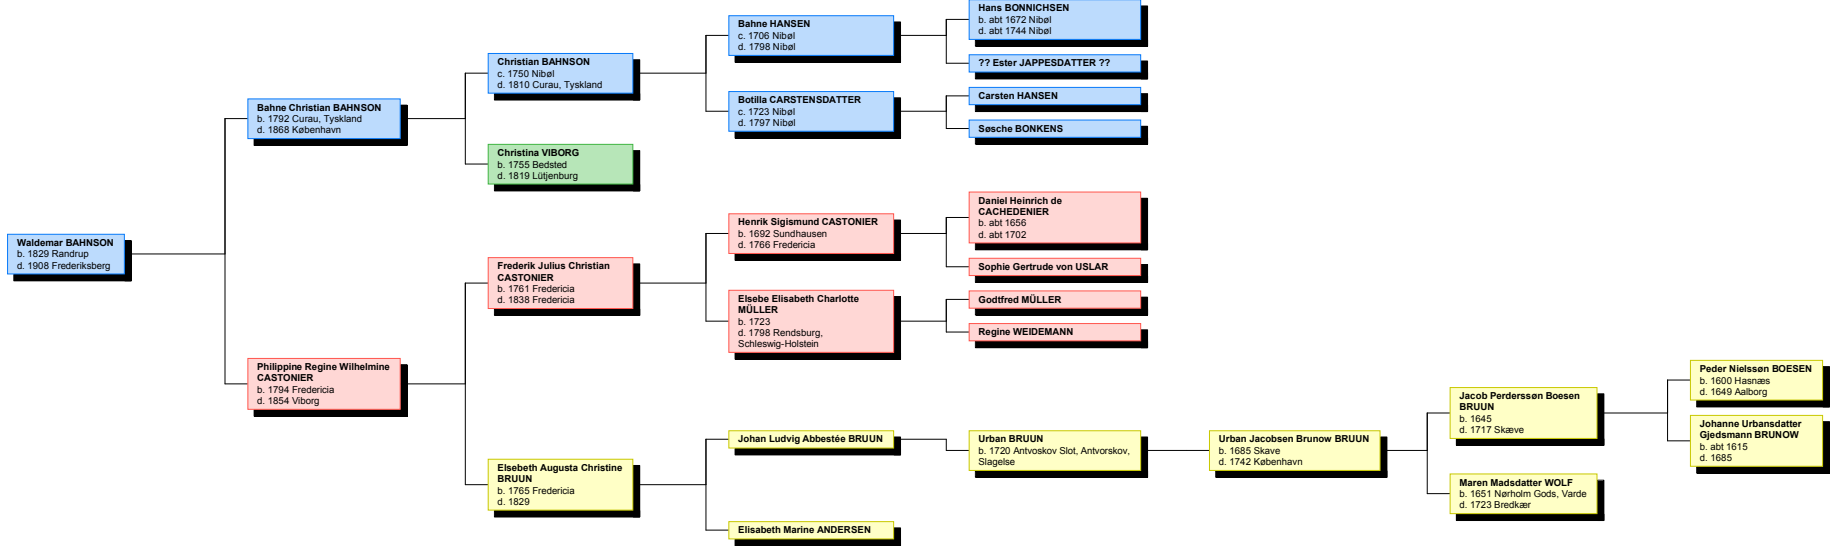 Waldemar BAHNSON
b. 1829 Randrup
d. 1908 Frederiksberg
Bahne Christian BAHNSON
b. 1792 Curau, Tyskland
d. 1868 København
Philippine Regine Wilhelmine
CASTONIER
b. 1794 Fredericia
d. 1854 Viborg
Christian BAHNSON
c. 1750 Nibøl
d. 1810 Curau, Tyskland
Christina VIBORG
b. 1755 Bedsted
d. 1819 Lütjenburg
Frederik Julius Christian
CASTONIER
b. 1761 Fredericia
d. 1838 Fredericia
Elsebeth Augusta Christine
BRUUN
b. 1765 Fredericia
d. 1829
Bahne HANSEN
c. 1706 Nibøl
d. 1798 Nibøl
Botilla CARSTENSDATTER
c. 1723 Nibøl
d. 1797 Nibøl
Henrik Sigismund CASTONIER
b. 1692 Sundhausen
d. 1766 Fredericia
Elsebe Elisabeth Charlotte
MÜLLER
b. 1723
d. 1798 Rendsburg,
Schleswig-Holstein
Johan Ludvig Abbestée BRUUN
Elisabeth Marine ANDERSEN
Hans BONNICHSEN
b. abt 1672 Nibøl
d. abt 1744 Nibøl
?? Ester JAPPESDATTER ??
Carsten HANSEN
Søsche BONKENS
Daniel Heinrich de
CACHEDENIER
b. abt 1656
d. abt 1702
Sophie Gertrude von USLAR
Godtfred MÜLLER
Regine WEIDEMANN
Urban BRUUN
b. 1720 Antvoskov Slot, Antvorskov,
Slagelse
Urban Jacobsen Brunow BRUUN
b. 1685 Skave
d. 1742 København
Jacob Perderssøn Boesen
BRUUN
b. 1645
d. 1717 Skæve
Maren Madsdatter WOLF
b. 1651 Nørholm Gods, Varde
d. 1723 Bredkær
Peder Nielssøn BOESEN
b. 1600 Hasnæs
d. 1649 Aalborg
Johanne Urbansdatter
Gjedsmann BRUNOW
b. abt 1615
d. 1685